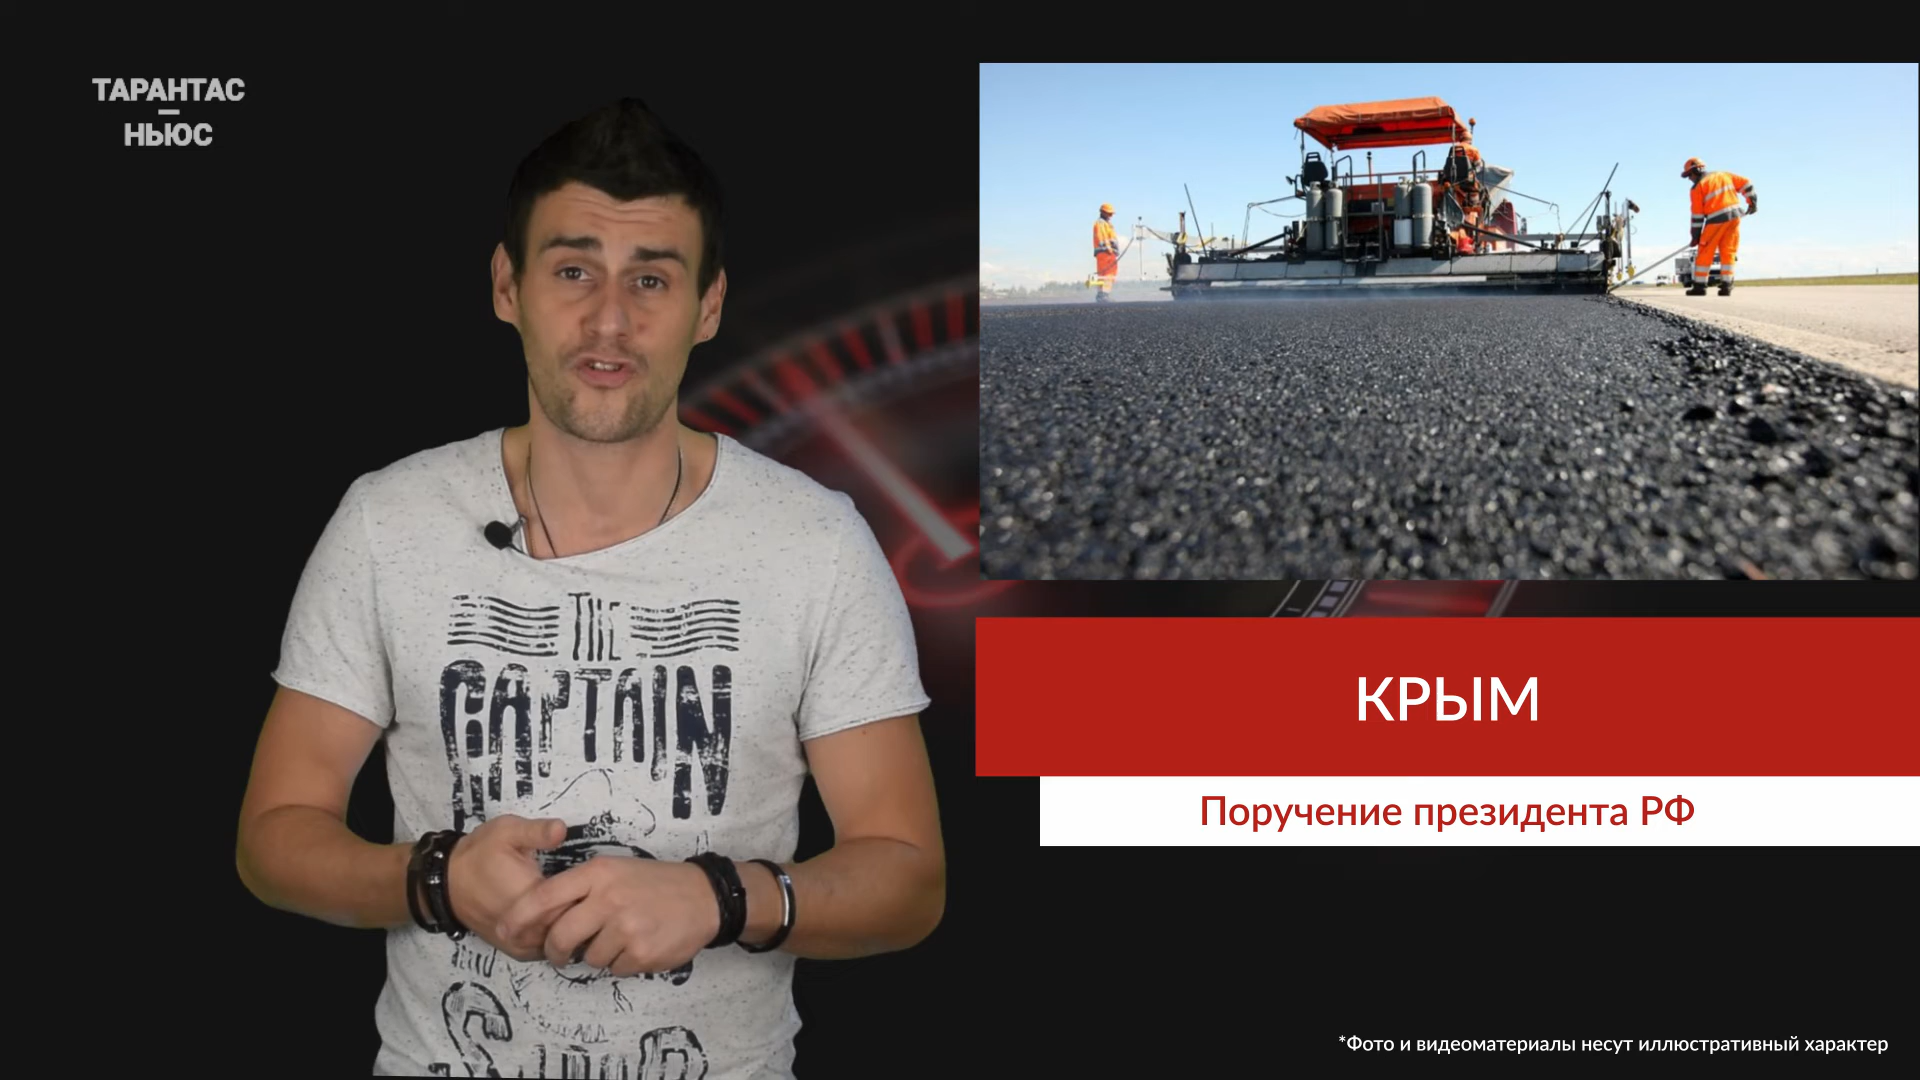 ТАРАНТАС
–
НЬЮС
THE
CAPTAIN
КРЫМ
Поручение президента РФ
*Фото и видеоматериалы несут иллюстративный характер